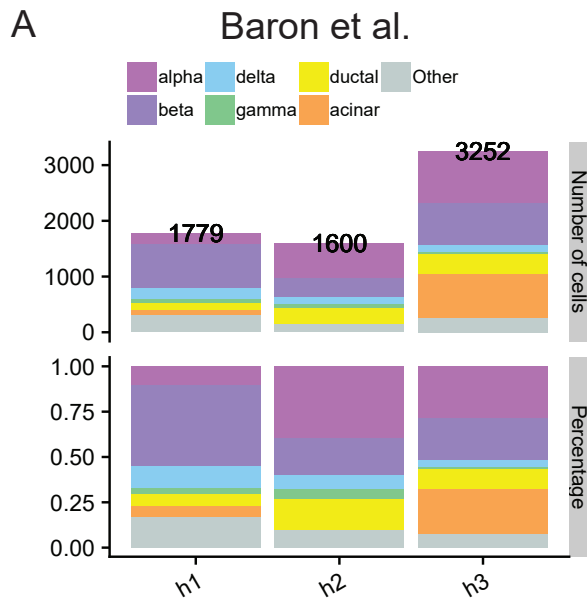 A
Baron et al.
alpha delta ductal Other
beta gamma acinar
3000
2000
1000
0
1779
1600
3252
Number of cells
1.00
0.75
0.50
0.25
0.00
Percentage
h1 h2 h3